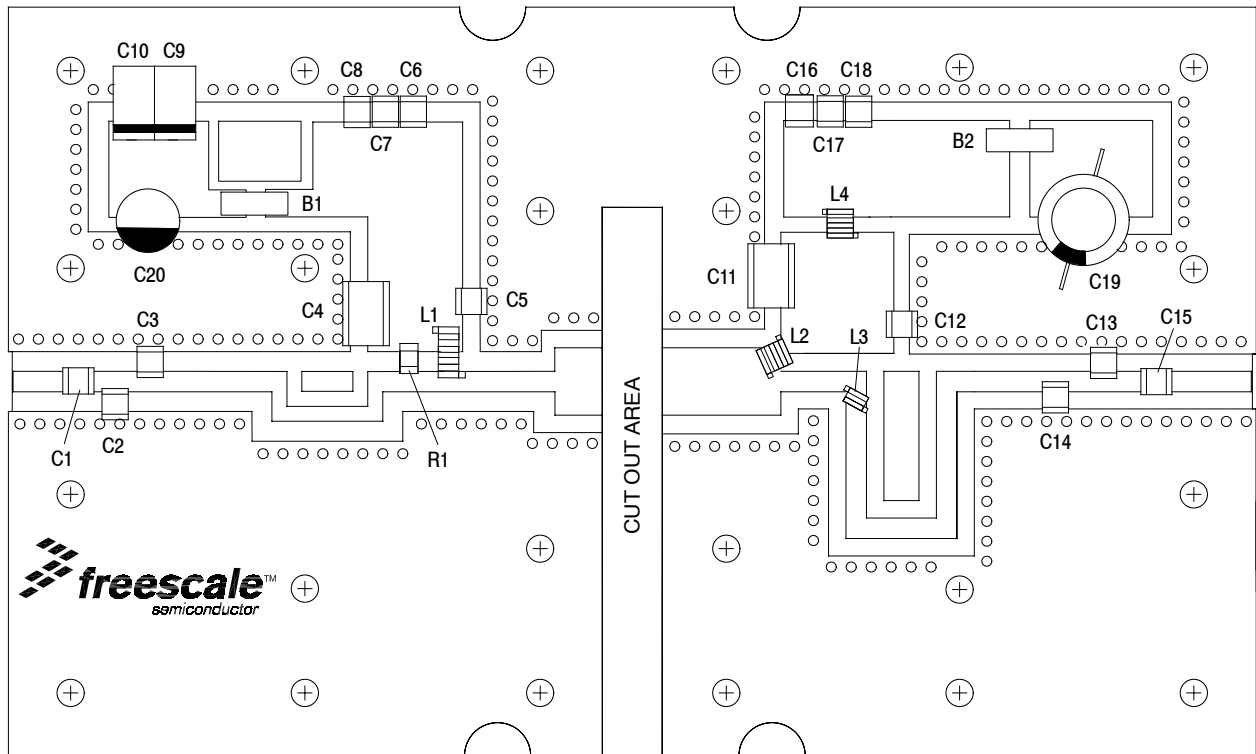 C10 C9
C8 C6
C7
B1
C20
C3
C4
L1
C5
C1
C2
R1
C16 C18
C17
B2
L4
C11
C19
L2
L3
C12
C13
C15
C14
CUT OUT AREA
freescale™
semiconductor